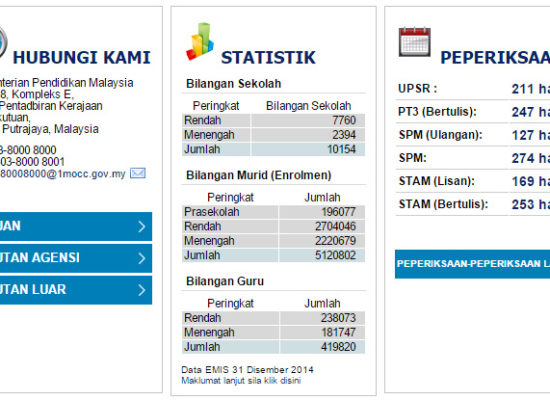 HUBUNGI KAMI
nterian Pendidikan Malaysia
8, Kompleks E,
Pentadbiran Kerajaan
kutuan,
Putrajaya, Malaysia
3-8000 8000
03-8000 8001
80008000@1mocc.gov.my
UAN
UTAN AGENSI
UTAN LUAR
STATISTIK
Bilangan Sekolah
Peringkat Bilangan Sekolah
Rendah 7760
Menengah 2394
Jumlah 10154
Bilangan Murid (Enrolmen)
Peringkat Jumlah
Prasekolah 196077
Rendah 2704046
Menengah 2220679
Jumlah 5120802
Bilangan Guru
Peringkat Jumlah
Rendah 238073
Menengah 181747
Jumlah 419820
Data EMIS 31 Disember 2014
Maklumat lanjut sila klik disini
PEPERIKSAA
UPSR : 211 ha
PT3 (Bertulis): 247 ha
SPM (Ulangan): 127 ha
SPM: 274 ha
STAM (Lisan): 169 ha
STAM (Bertulis): 253 ha
PEPERIKSAAN-PEPERIKSAAN LA